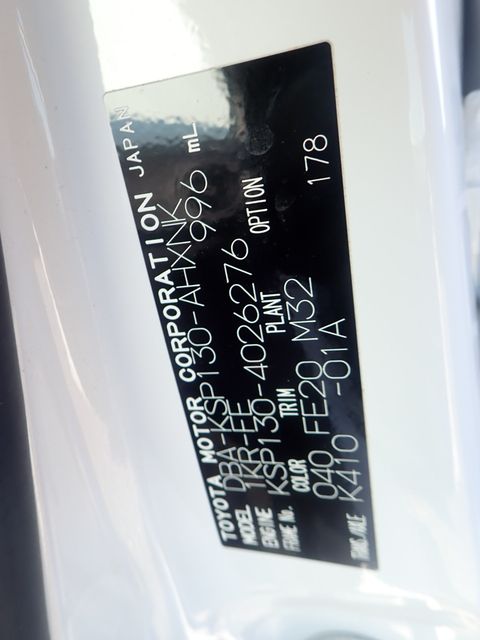 TOYOTA MOTOR CORPORATION JAPAN
MODEL DBA-KSP130-AHXNK
ENGINE 1KR-FE 996 mL
FRAME No. KSP130-4026276
COLOR TRIM PLANT OPTION
040 FE20 M32 178
TRANS/AXLE K410 -01A